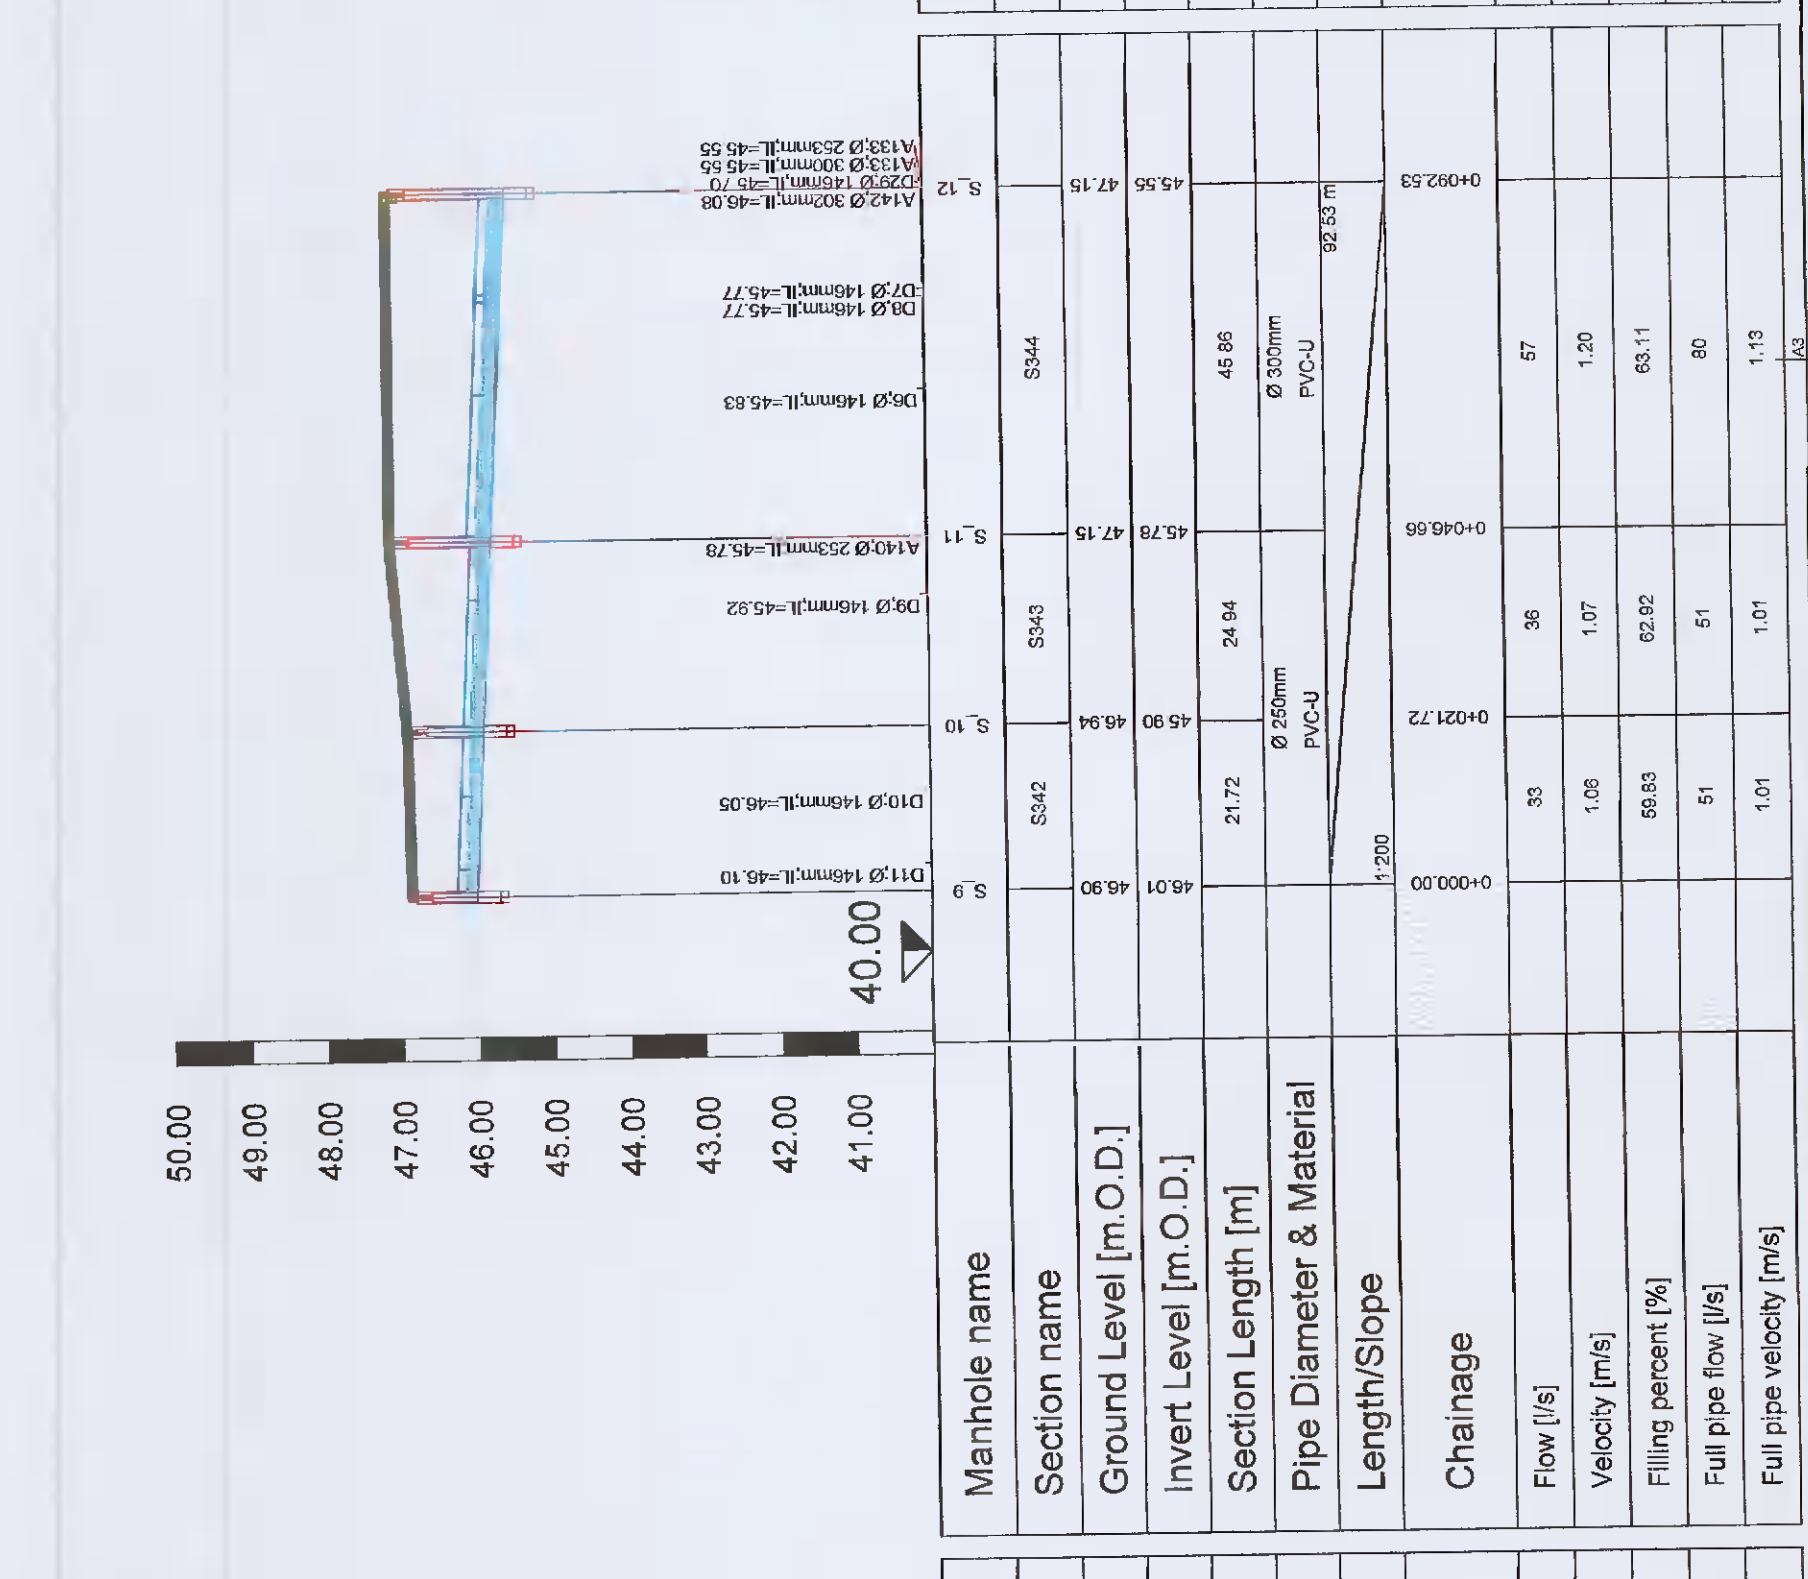 50.00
49.00
48.00
47.00
46.00
45.00
44.00
43.00
42.00
41.00
40.00
D11;Ø 146mm;IL=46.10
D10;Ø 146mm;IL=46.05
D9;Ø 146mm;IL=45.92
A140;Ø 253mm;IL=45.78
D6;Ø 146mm;IL=45.83
D8;Ø 146mm;IL=45.77
D7;Ø 146mm;IL=45.77
A142;Ø 302mm;IL=46.08
D29;Ø 146mm;IL=45.70
A133;Ø 300mm;IL=45.55
A133;Ø 253mm;IL=45.55
Manhole name S_9 S_10 S_11 S_12
Section name S342 S343 S344
Ground Level [m.O.D.] 46.90 46.94 47.15 47.15
Invert Level [m.O.D.] 46.01 45.90 45.78 45.55
Section Length [m] 21.72 24.94 45.86
Pipe Diameter & Material Ø 250mm Ø 300mm
PVC-U PVC-U
Length/Slope 1:200 92.53 m
Chainage 0+000.00 0+021.72 0+046.66 0+092.53
Flow [l/s] 33 36 57
Velocity [m/s] 1.06 1.07 1.20
Filling percent [%] 59.83 62.92 63.11
Full pipe flow [l/s] 51 51 80
Full pipe velocity [m/s] 1.01 1.01 1.13
A3